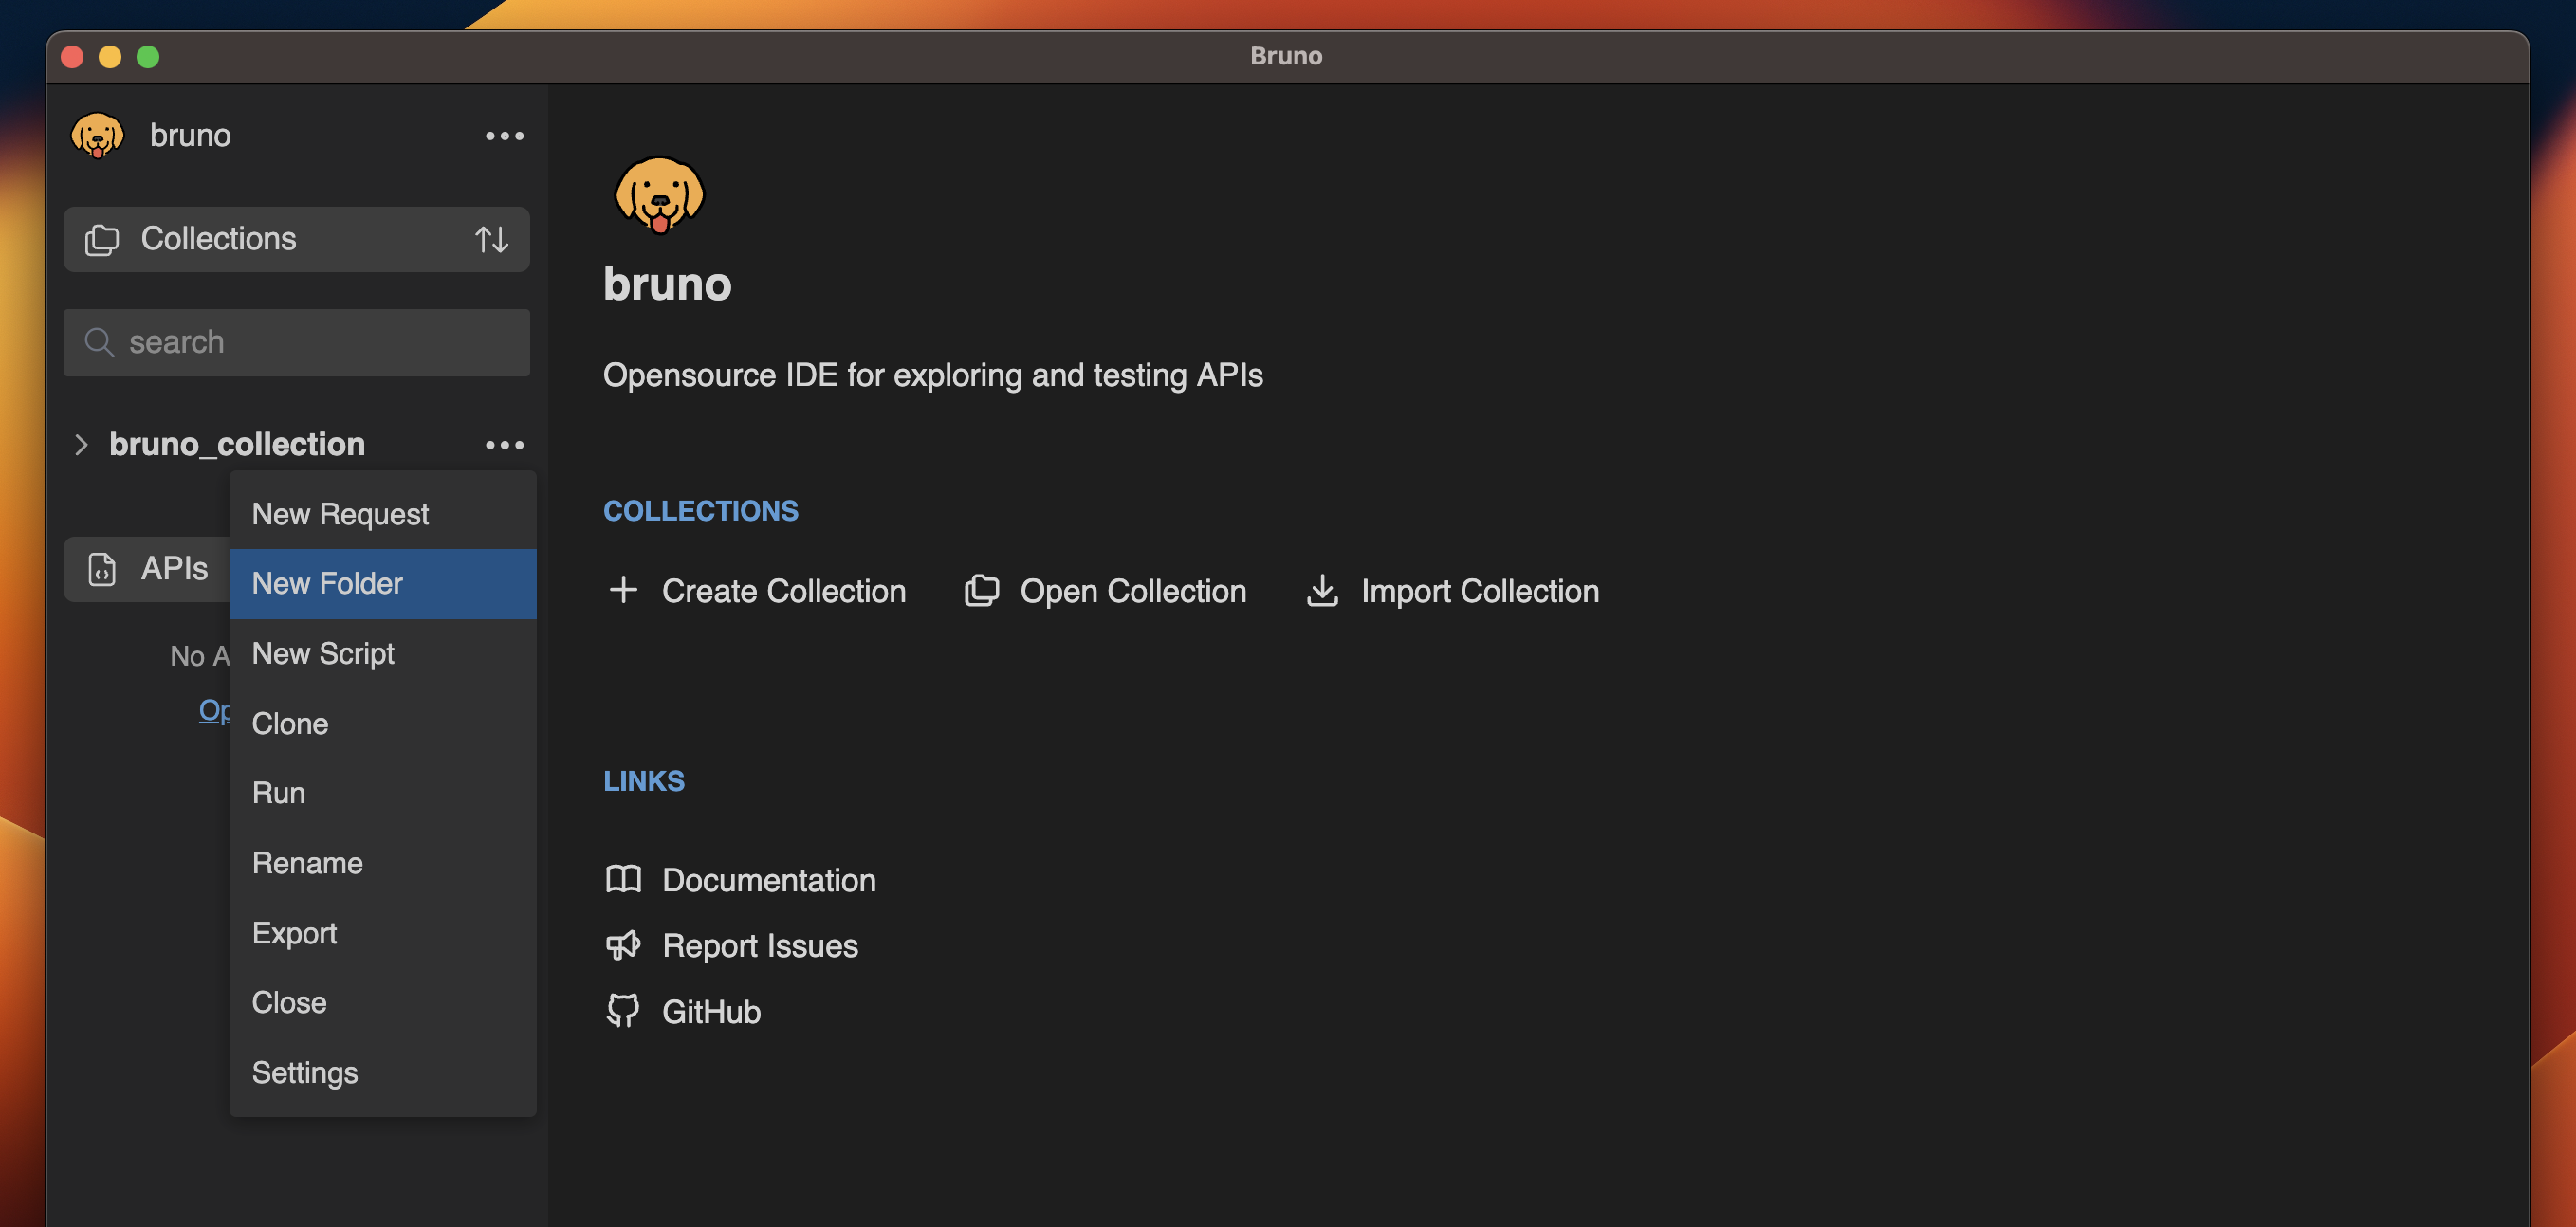 Bruno
bruno
Collections
search
bruno_collection
New Request
APIs
New Folder
No A
New Script
Op
Clone
Run
Rename
Export
Close
Settings
bruno
Opensource IDE for exploring and testing APIs
COLLECTIONS
Create Collection Open Collection Import Collection
LINKS
Documentation
Report Issues
GitHub